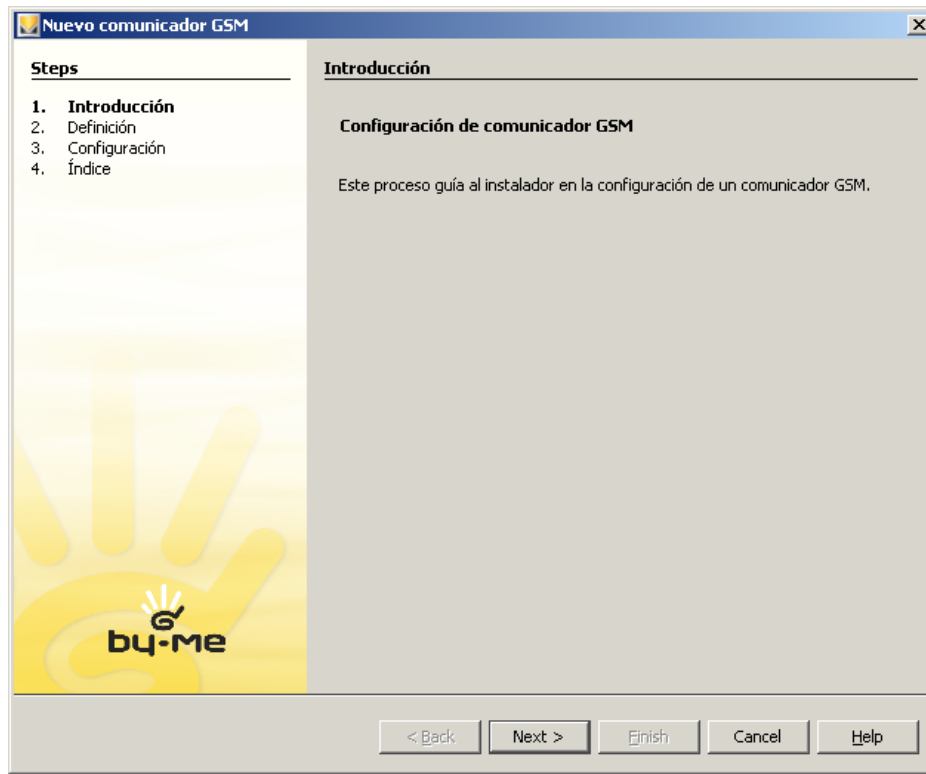 Nuevo comunicador GSM
Steps
1. Introducción
2. Definición
3. Configuración
4. Índice
Introducción
Configuración de comunicador GSM
Este proceso guía al instalador en la configuración de un comunicador GSM.
by-me
< Back Next > Finish Cancel Help